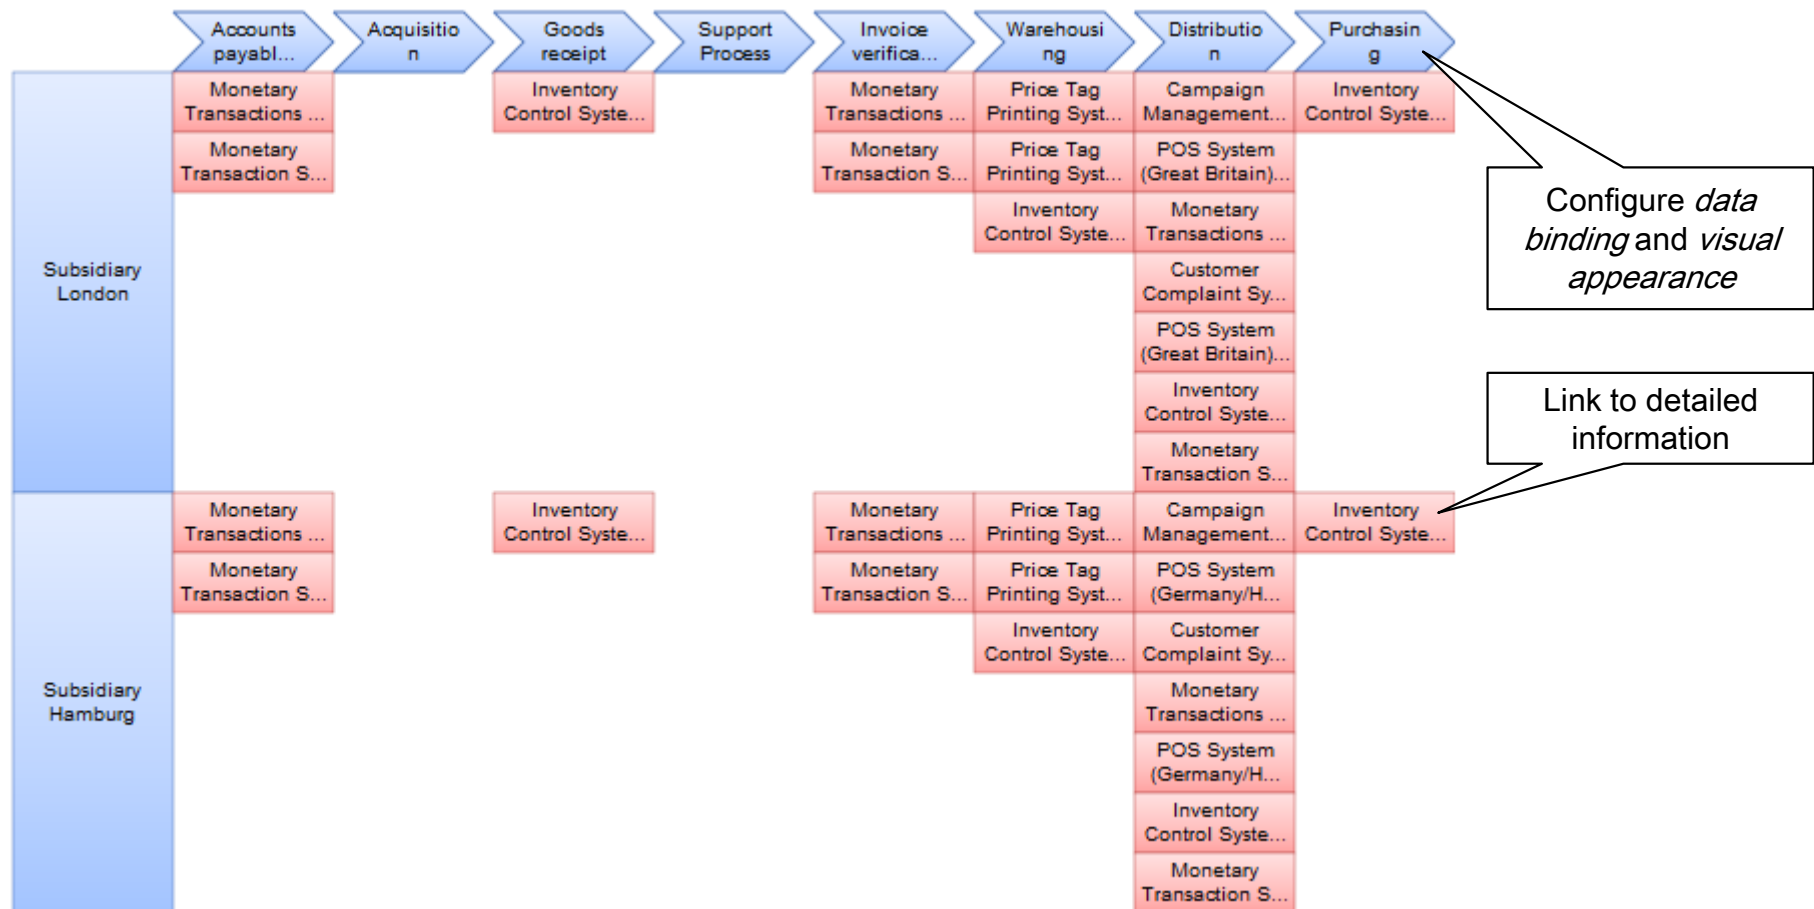 Accounts
payabl...
Acquisitio
n
Goods
receipt
Support
Process
Invoice
verifica...
Warehousi
ng
Distributio
n
Purchasin
g
Subsidiary
London
Monetary
Transactions ...
Inventory
Control Syste...
Monetary
Transactions ...
Price Tag
Printing Syst...
Campaign
Management...
Inventory
Control Syste...
Monetary
Transaction S...
Monetary
Transaction S...
Price Tag
Printing Syst...
POS System
(Great Britain)...
Inventory
Control Syste...
Monetary
Transactions ...
Customer
Complaint Sy...
POS System
(Great Britain)...
Inventory
Control Syste...
Monetary
Transaction S...
Configure data
binding and visual
appearance
Link to detailed
information
Subsidiary
Hamburg
Monetary
Transactions ...
Inventory
Control Syste...
Monetary
Transactions ...
Price Tag
Printing Syst...
Campaign
Management...
Inventory
Control Syste...
Monetary
Transaction S...
Monetary
Transaction S...
Price Tag
Printing Syst...
POS System
(Germany/H...
Inventory
Control Syste...
Customer
Complaint Sy...
Monetary
Transactions ...
POS System
(Germany/H...
Inventory
Control Syste...
Monetary
Transaction S...